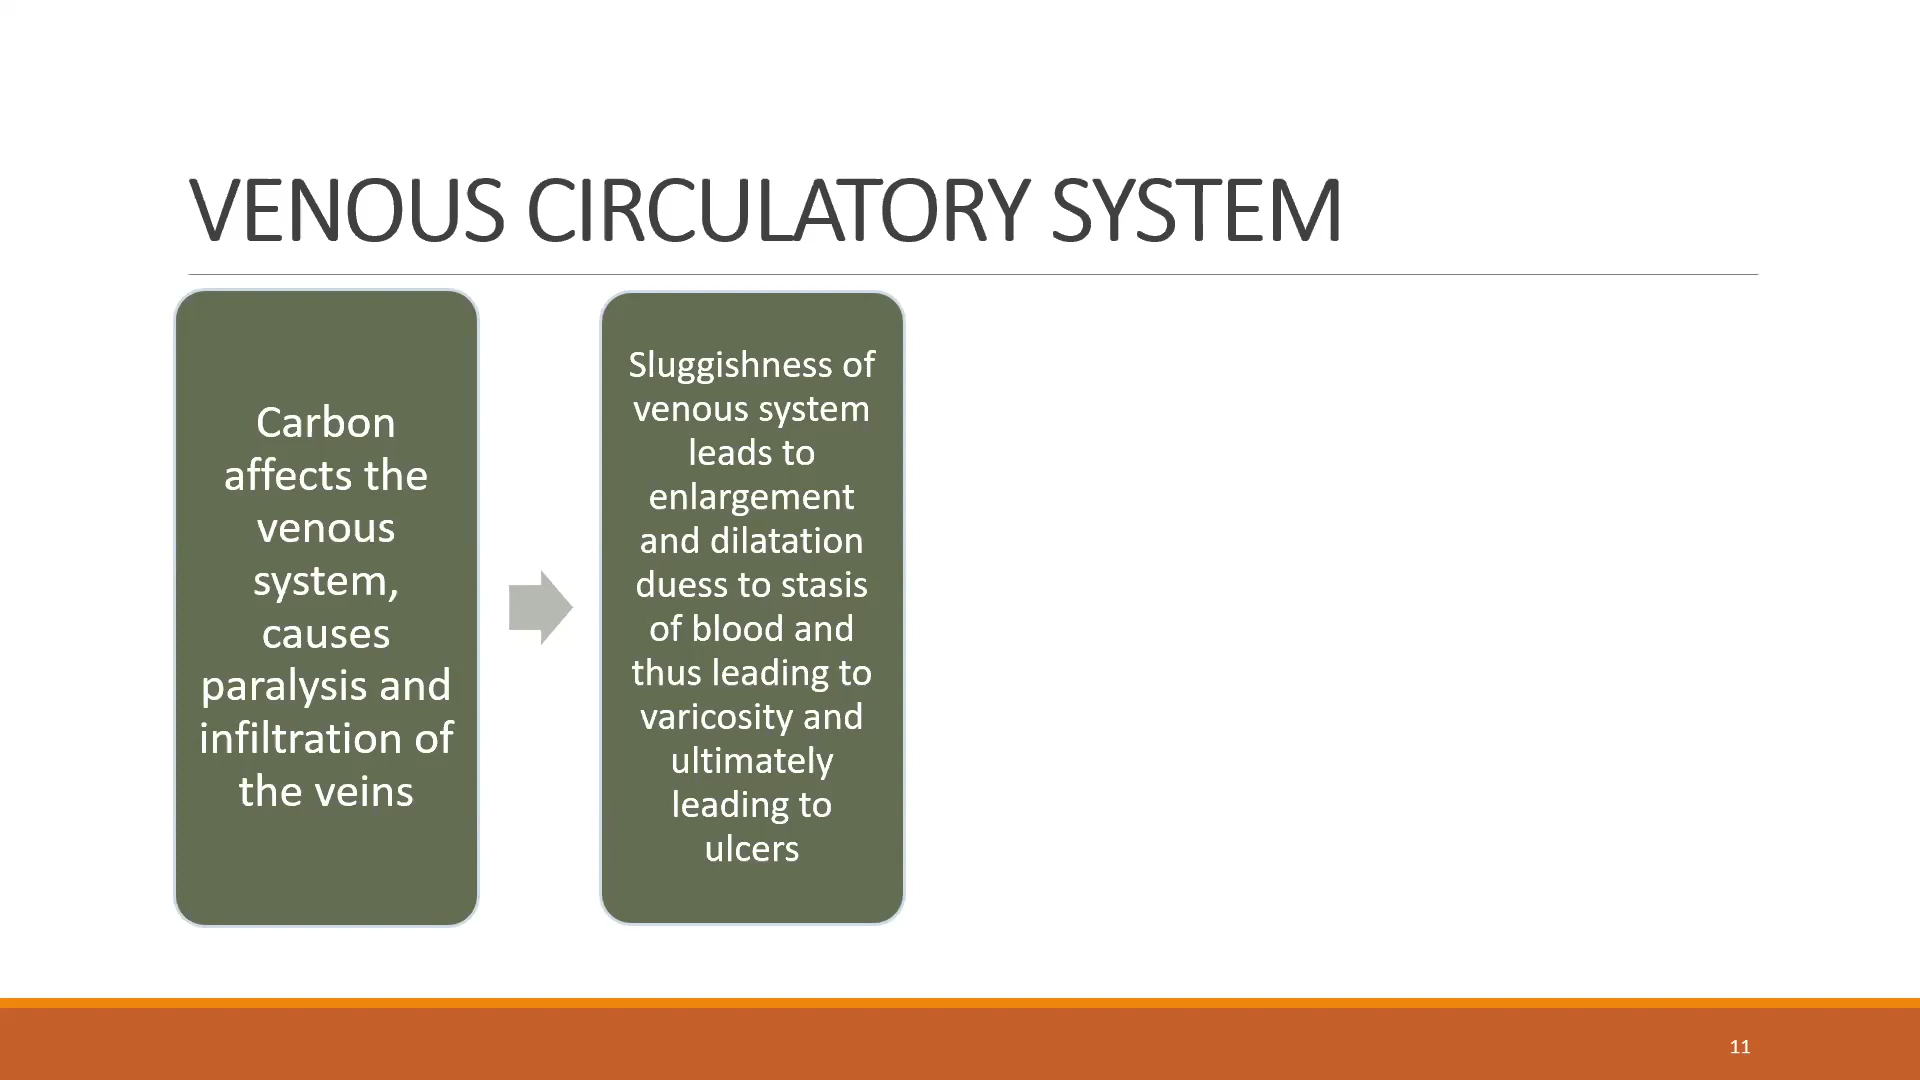 VENOUS CIRCULATORY SYSTEM
Carbon
affects the
venous
system,
causes
paralysis and
infiltration of
the veins
Sluggishness of
venous system
leads to
enlargement
and dilatation
duess to stasis
of blood and
thus leading to
varicosity and
ultimately
leading to
ulcers
11